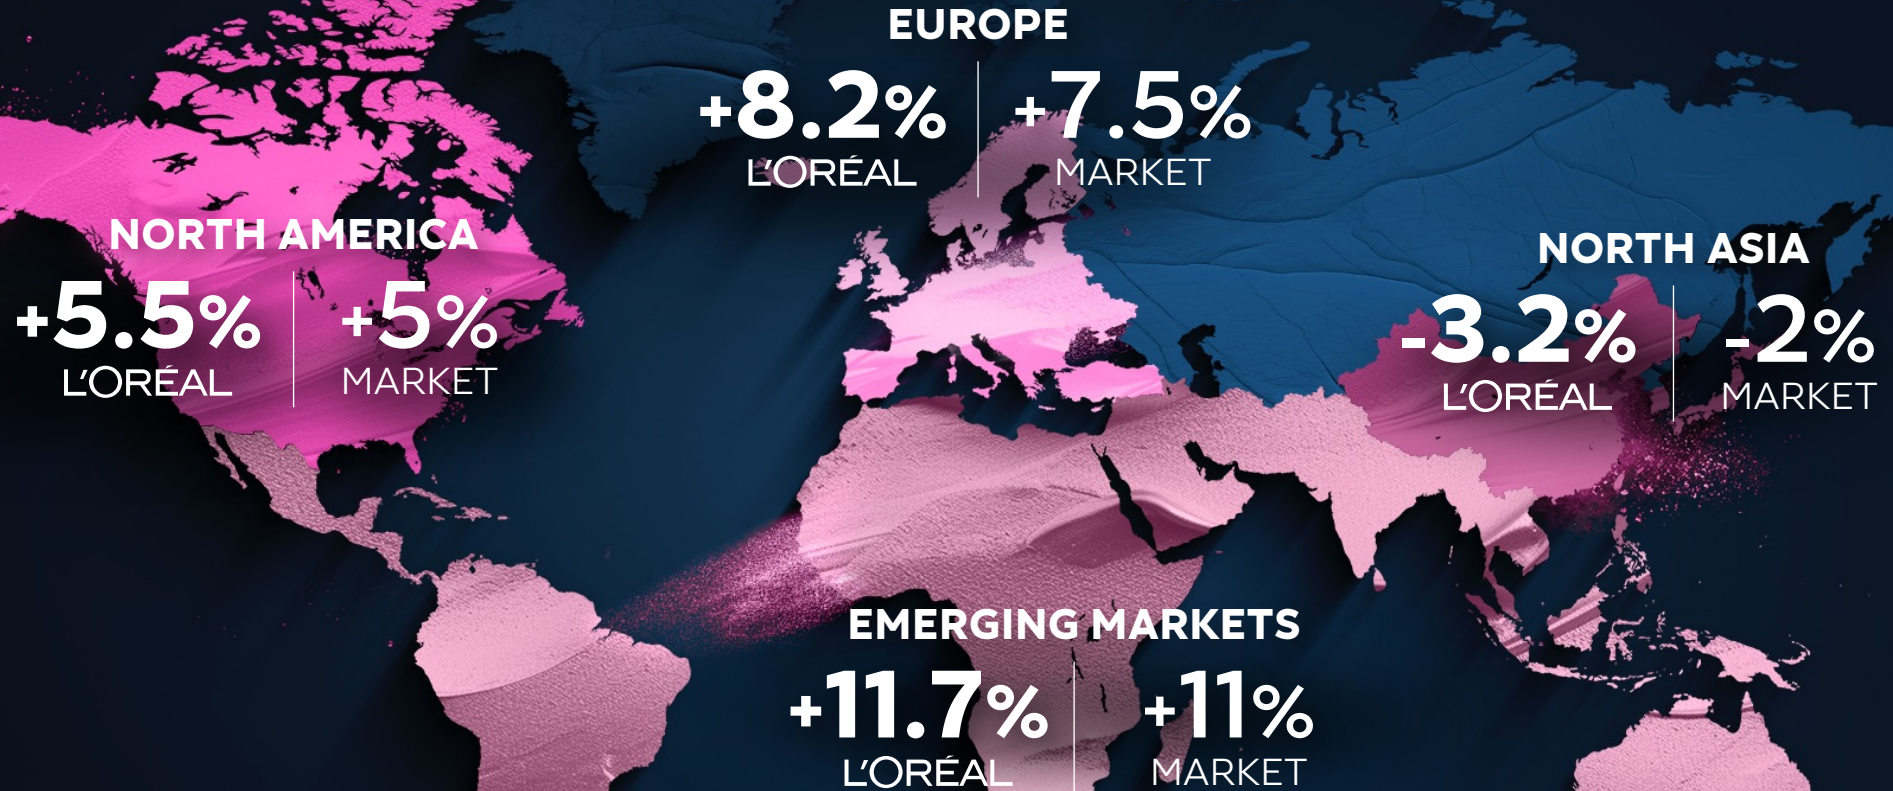 EUROPE
+8.2% +7.5%
L'ORÉAL MARKET
NORTH AMERICA
+5.5% +5%
L'ORÉAL MARKET
NORTH ASIA
-3.2% -2%
L'ORÉAL MARKET
EMERGING MARKETS
+11.7% +11%
L'ORÉAL MARKET